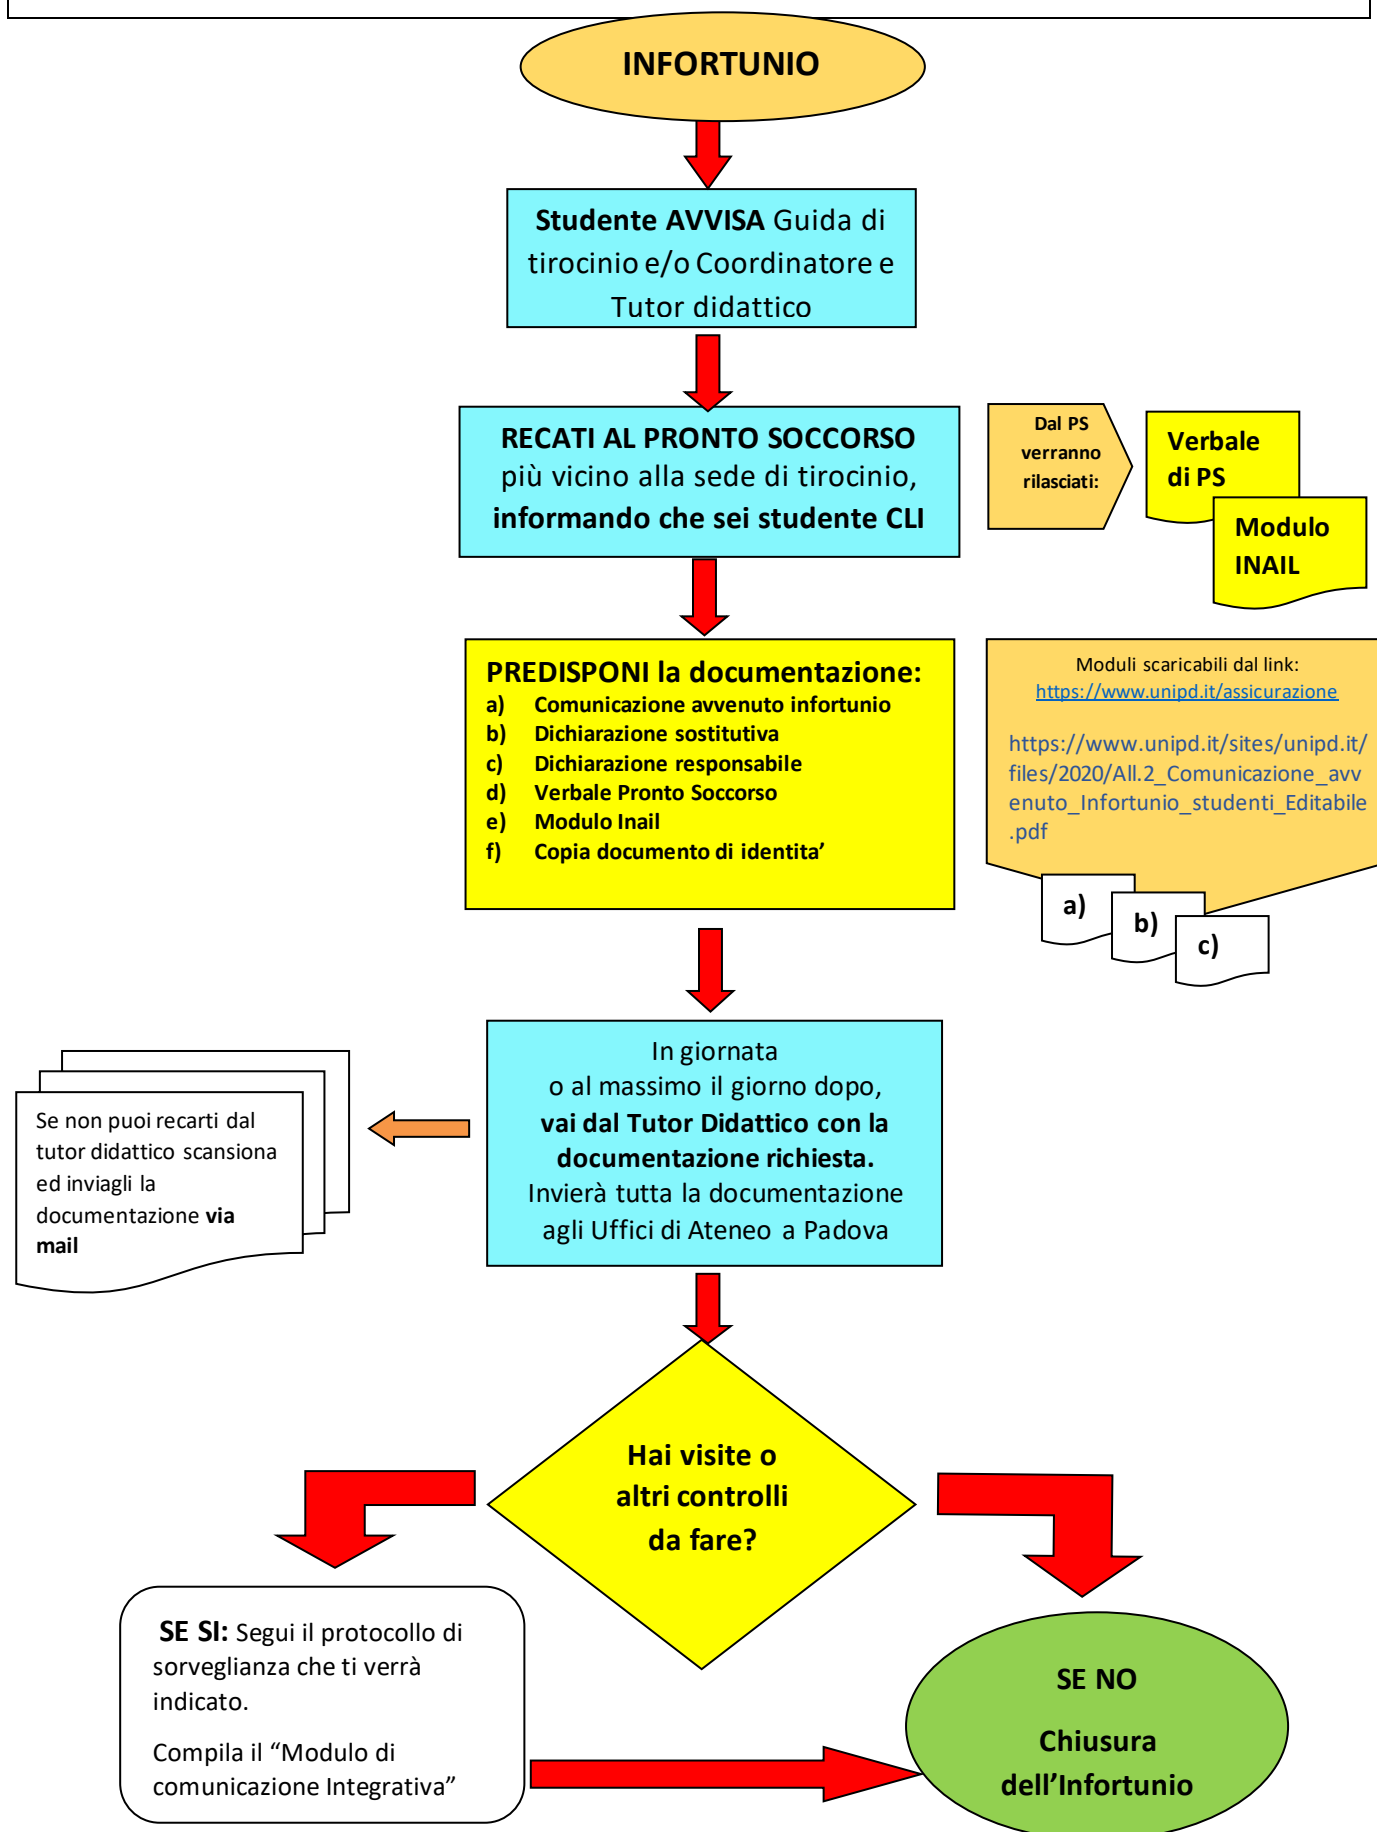 INFORTUNIO
Studente AVVISA Guida di
tirocinio e/o Coordinatore e
Tutor didattico
RECATI AL PRONTO SOCCORSO
più vicino alla sede di tirocinio,
informando che sei studente CLI
Dal PS
verranno
rilasciati:
Verbale
di PS
Modulo
INAIL
PREDISPONI la documentazione:
a) Comunicazione avvenuto infortunio
b) Dichiarazione sostitutiva
c) Dichiarazione responsabile
d) Verbale Pronto Soccorso
e) Modulo Inail
f) Copia documento di identita’
Moduli scaricabili dal link:
https://www.unipd.it/assicurazione
https://www.unipd.it/sites/unipd.it/
files/2020/All.2_Comunicazione_avv
enuto_Infortunio_studenti_Editabile
.pdf
a)
b)
c)
In giornata
o al massimo il giorno dopo,
vai dal Tutor Didattico con la
documentazione richiesta.
Invierà tutta la documentazione
agli Uffici di Ateneo a Padova
Se non puoi recarti dal
tutor didattico scansiona
ed inviagli la
documentazione via
mail
Hai visite o
altri controlli
da fare?
SE SI: Segui il protocollo di
sorveglianza che ti verrà
indicato.
Compila il “Modulo di
comunicazione Integrativa”
SE NO
Chiusura
dell’Infortunio